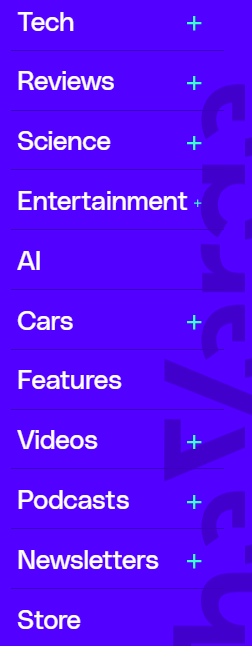 Tech +
Reviews +
Science +
Entertainment +
AI
Cars +
Features
Videos +
Podcasts +
Newsletters +
Store